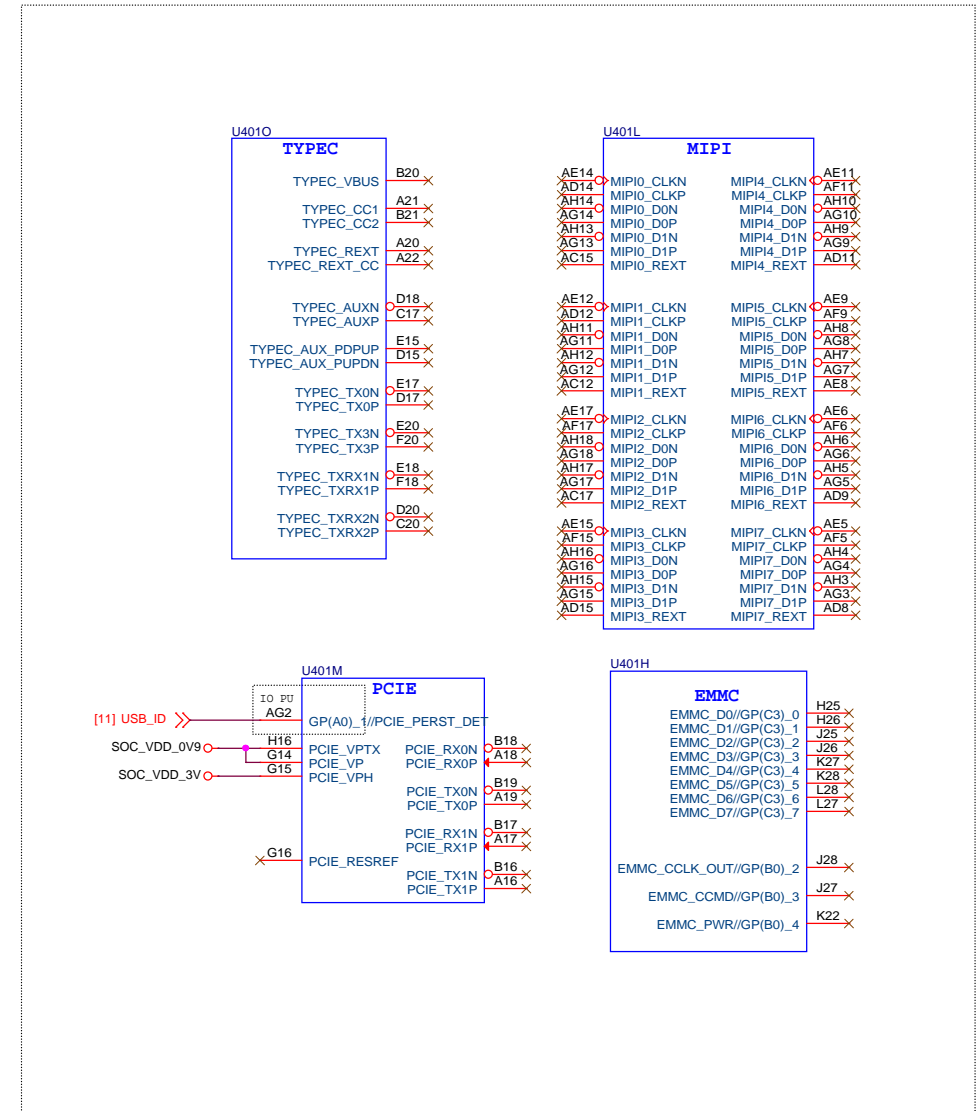 U401O
TYPEC
TYPEC_VBUS B20
TYPEC_CC1 A21
TYPEC_CC2 B21
TYPEC_REXT A20
TYPEC_REXT_CC A22
TYPEC_AUXN D18
TYPEC_AUXP C17
TYPEC_AUX_PDPUP E15
TYPEC_AUX_PUPDN D15
TYPEC_TX0N E17
TYPEC_TX0P D17
TYPEC_TX3N E20
TYPEC_TX3P F20
TYPEC_TXRX1N E18
TYPEC_TXRX1P F18
TYPEC_TXRX2N D20
TYPEC_TXRX2P C20
U401L
MIPI
AE14 MIPI0_CLKN MIPI4_CLKN AE11
AD14 MIPI0_CLKP MIPI4_CLKP AF11
AH14 MIPI0_D0N MIPI4_D0N AH10
AG14 MIPI0_D0P MIPI4_D0P AG10
AH13 MIPI0_D1N MIPI4_D1N AH9
AG13 MIPI0_D1P MIPI4_D1P AG9
AC15 MIPI0_REXT MIPI4_REXT AD11
AE12 MIPI1_CLKN MIPI5_CLKN AE9
AD12 MIPI1_CLKP MIPI5_CLKP AF9
AH11 MIPI1_D0N MIPI5_D0N AH8
AG11 MIPI1_D0P MIPI5_D0P AG8
AH12 MIPI1_D1N MIPI5_D1N AH7
AG12 MIPI1_D1P MIPI5_D1P AG7
AC12 MIPI1_REXT MIPI5_REXT AE8
AE17 MIPI2_CLKN MIPI6_CLKN AE6
AF17 MIPI2_CLKP MIPI6_CLKP AF6
AH18 MIPI2_D0N MIPI6_D0N AH6
AG18 MIPI2_D0P MIPI6_D0P AG6
AH17 MIPI2_D1N MIPI6_D1N AH5
AG17 MIPI2_D1P MIPI6_D1P AG5
AC17 MIPI2_REXT MIPI6_REXT AD9
AE15 MIPI3_CLKN MIPI7_CLKN AE5
AF15 MIPI3_CLKP MIPI7_CLKP AF5
AH16 MIPI3_D0N MIPI7_D0N AH4
AG16 MIPI3_D0P MIPI7_D0P AG4
AH15 MIPI3_D1N MIPI7_D1N AH3
AG15 MIPI3_D1P MIPI7_D1P AG3
AD15 MIPI3_REXT MIPI7_REXT AD8
U401M
PCIE
IO PU
[11] USB_ID AG2 GP(A0)_1//PCIE_PERST_DET
SOC_VDD_0V9 H16 PCIE_VPTX PCIE_RX0N B18
G14 PCIE_VP PCIE_RX0P A18
SOC_VDD_3V G15 PCIE_VPH
PCIE_TX0N B19
PCIE_TX0P A19
PCIE_RX1N B17
PCIE_RX1P A17
G16 PCIE_RESREF
PCIE_TX1N B16
PCIE_TX1P A16
U401H
EMMC
EMMC_D0//GP(C3)_0 H25
EMMC_D1//GP(C3)_1 H26
EMMC_D2//GP(C3)_2 J25
EMMC_D3//GP(C3)_3 J26
EMMC_D4//GP(C3)_4 K27
EMMC_D5//GP(C3)_5 K28
EMMC_D6//GP(C3)_6 L28
EMMC_D7//GP(C3)_7 L27
EMMC_CCLK_OUT//GP(B0)_2 J28
EMMC_CCMD//GP(B0)_3 J27
EMMC_PWR//GP(B0)_4 K22